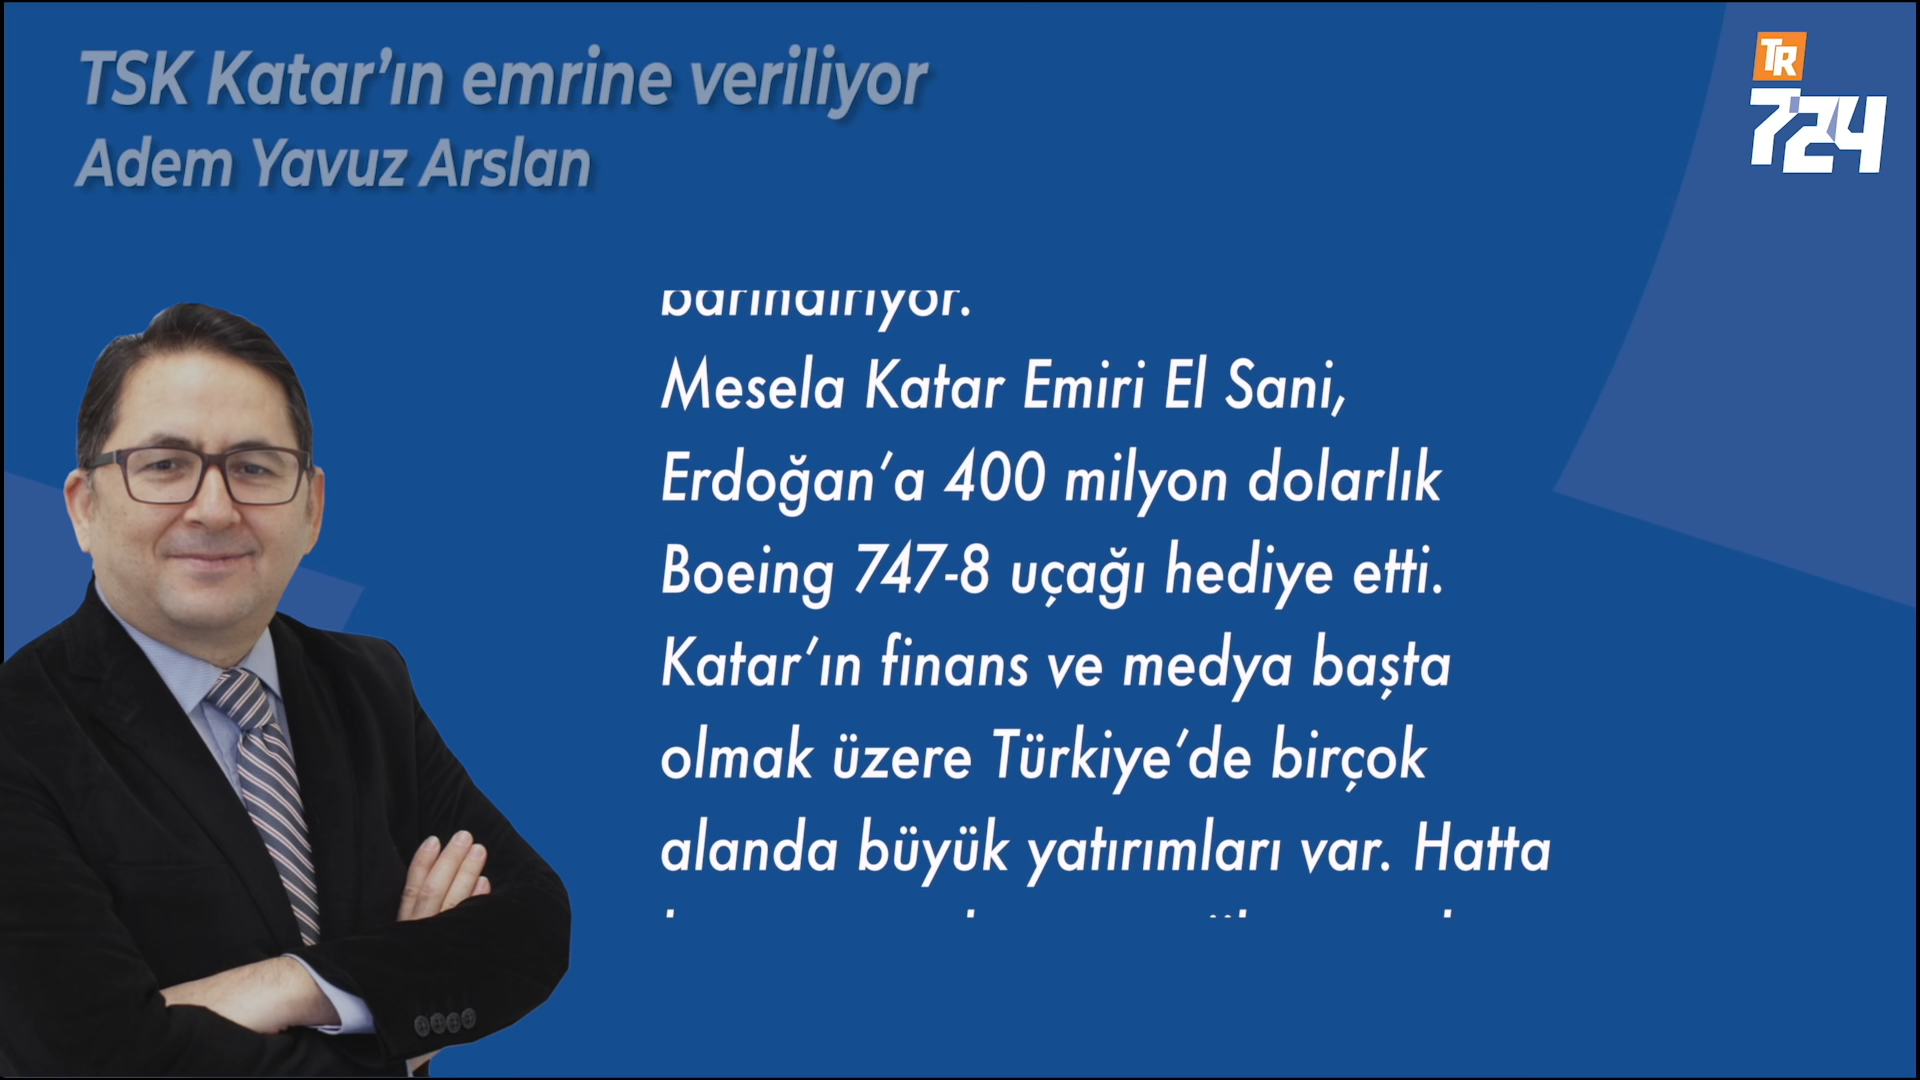 TSK Katar’ın emrine veriliyor
Adem Yavuz Arslan
TR
724
barındırıyor.
Mesela Katar Emiri El Sani,
Erdoğan’a 400 milyon dolarlık
Boeing 747-8 uçağı hediye etti.
Katar’ın finans ve medya başta
olmak üzere Türkiye’de birçok
alanda büyük yatırımları var. Hatta